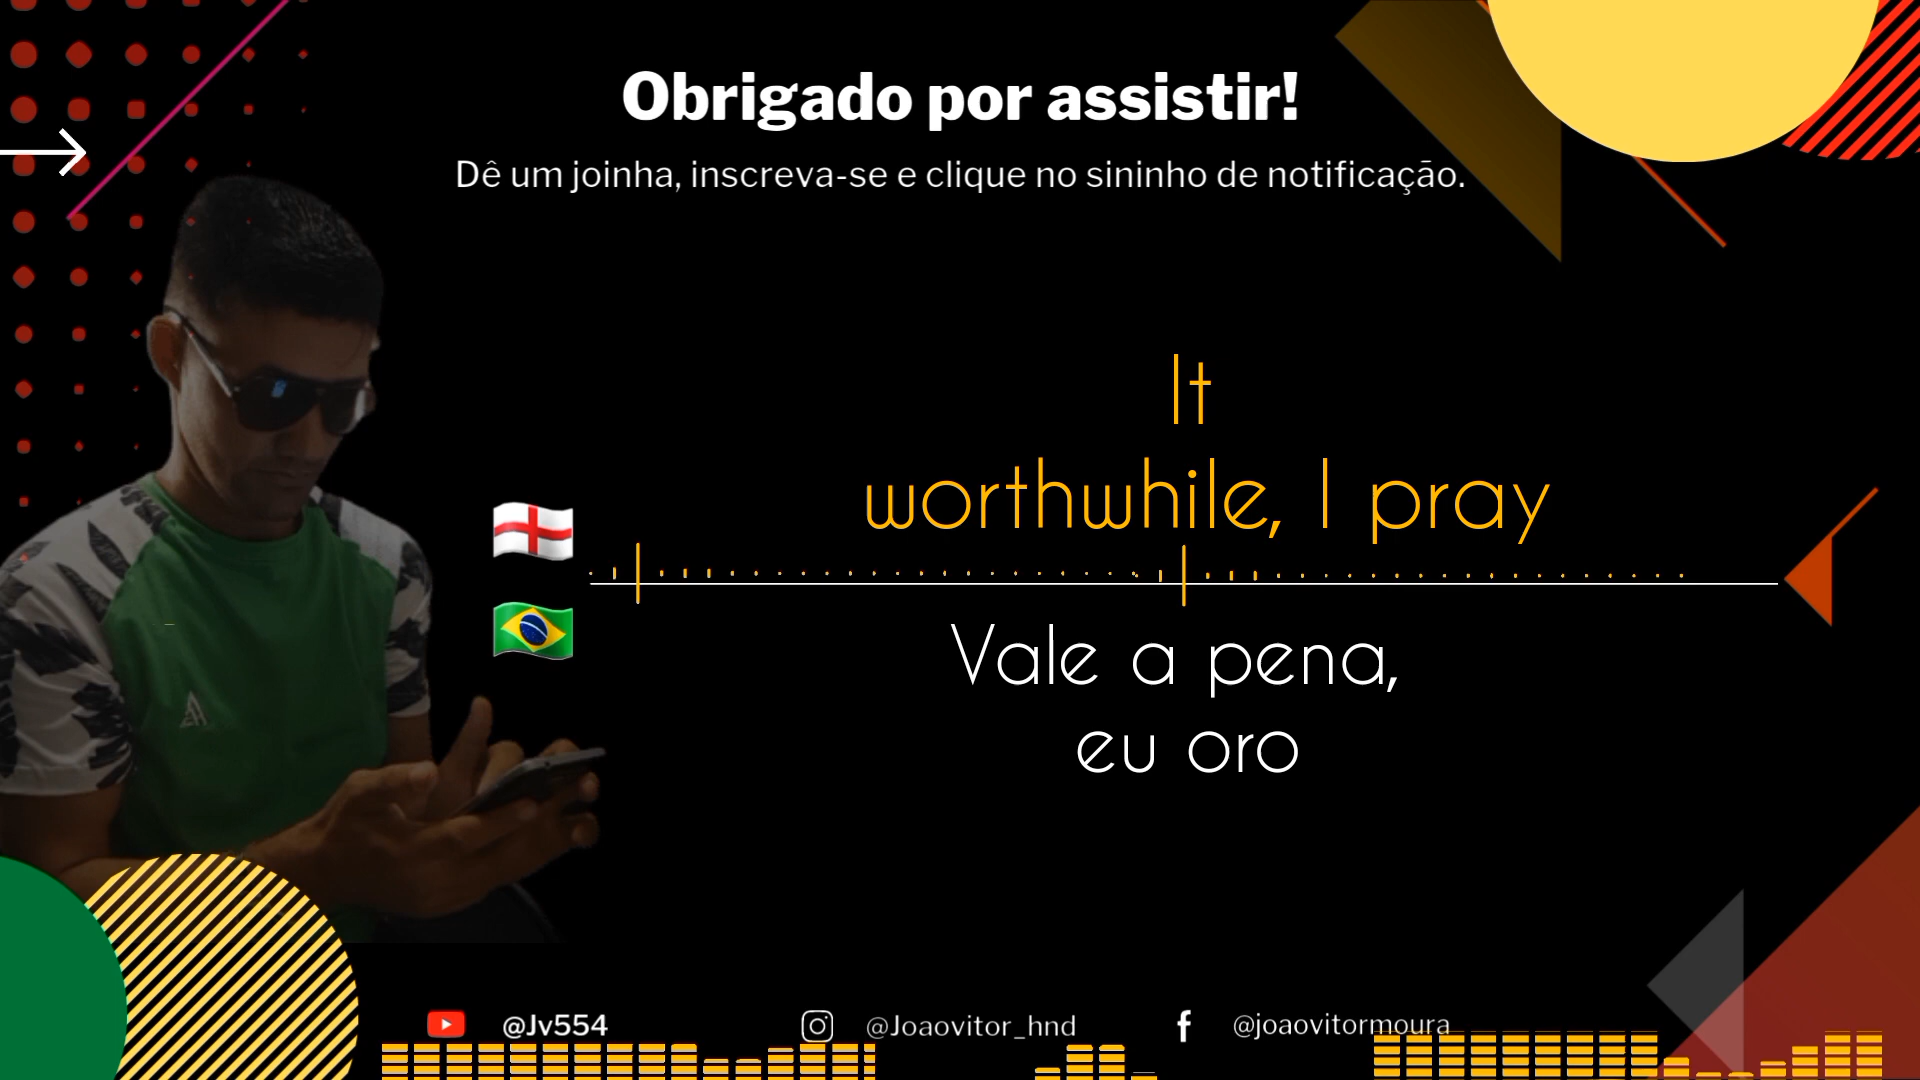 Obrigado por assistir!
Dê um joinha, inscreva-se e clique no sininho de notificação.
It
worthwhile, I pray
Vale a pena,
eu oro
@Jv554
@Joaovitor_hnd
@joaovitormoura